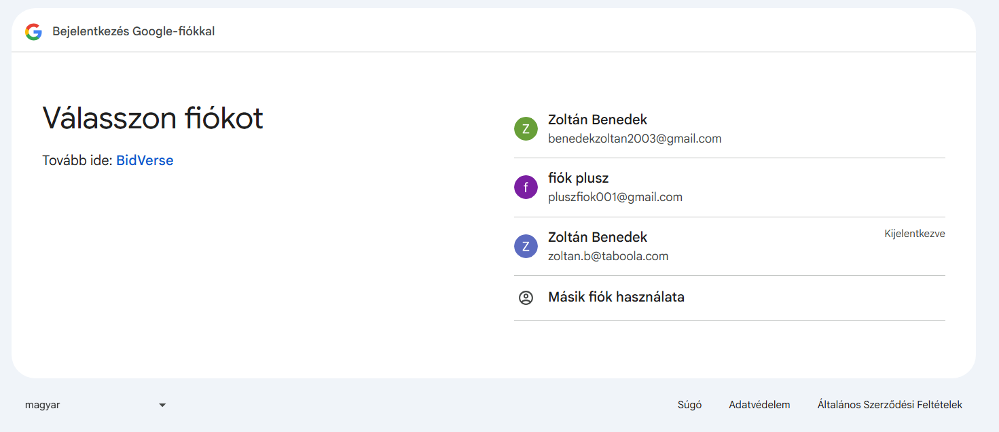 Bejelentkezés Google-fiókkal
Válasszon fiókot
Tovább ide: BidVerse
Z
Zoltán Benedek
benedekzoltan2003@gmail.com
f
fiók plusz
pluszfiok001@gmail.com
Z
Zoltán Benedek
Kijelentkezve
zoltan.b@taboola.com
Másik fiók használata
magyar
Súgó
Adatvédelem
Általános Szerződési Feltételek